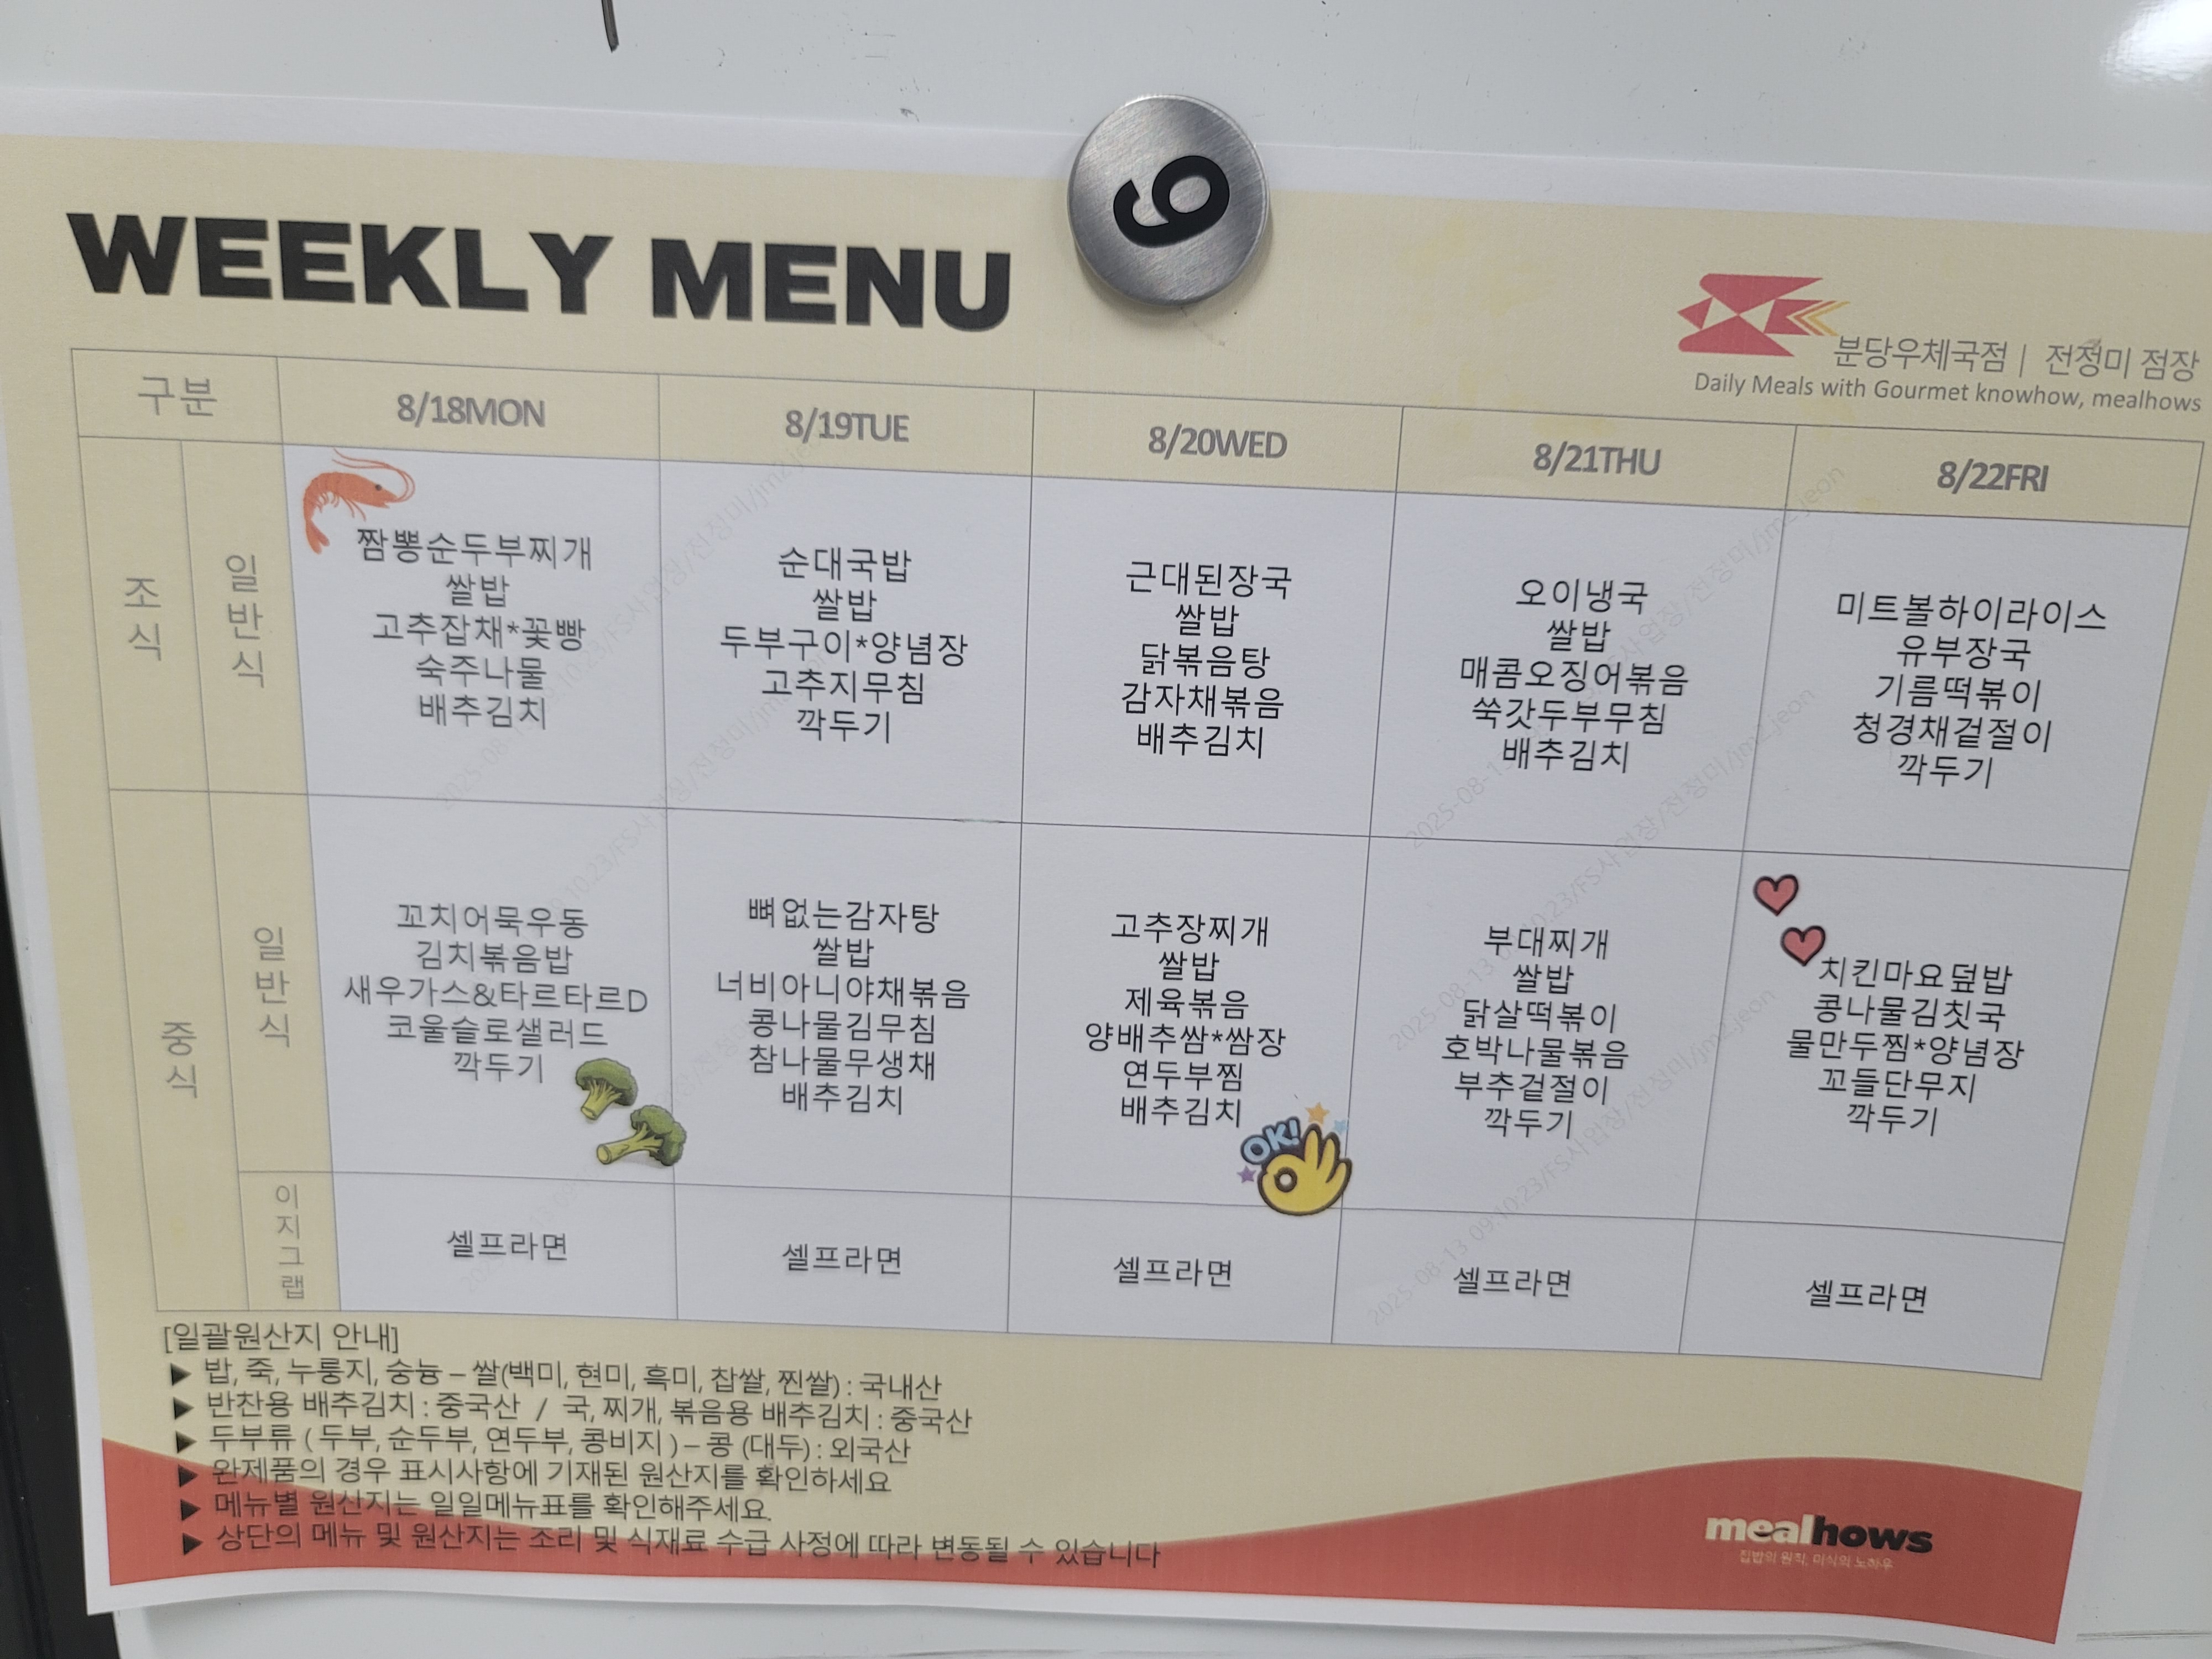 6
WEEKLY MENU
분당우체국점 | 전정미 점장
Daily Meals with Gourmet knowhow, mealhows
구분
8/18MON
8/19TUE
8/20WED
8/21THU
8/22FRI
조식
일반식
짬뽕순두부찌개
쌀밥
고추잡채*꽃빵
숙주나물
배추김치
순대국밥
쌀밥
두부구이*양념장
고추지무침
깍두기
근대된장국
쌀밥
닭볶음탕
감자채볶음
배추김치
오이냉국
쌀밥
매콤오징어볶음
쑥갓두부무침
배추김치
미트볼하이라이스
유부장국
기름떡볶이
청경채겉절이
깍두기
중식
일반식
꼬치어묵우동
김치볶음밥
새우가스&타르타르D
코울슬로샐러드
깍두기
뼈없는감자탕
쌀밥
너비아니야채볶음
콩나물김무침
참나물무생채
배추김치
고추장찌개
쌀밥
제육볶음
양배추쌈*쌈장
연두부찜
배추김치
OK!
부대찌개
쌀밥
닭살떡볶이
호박나물볶음
부추겉절이
깍두기
치킨마요덮밥
콩나물김칫국
물만두찜*양념장
꼬들단무지
깍두기
이지그랩
셀프라면
셀프라면
셀프라면
셀프라면
셀프라면
[일괄원산지 안내]
▶ 밥, 죽, 누룽지, 숭늉 – 쌀(백미, 현미, 흑미, 찹쌀, 찐쌀) : 국내산
▶ 반찬용 배추김치 : 중국산 / 국, 찌개, 볶음용 배추김치 : 중국산
▶ 두부류 ( 두부, 순두부, 연두부, 콩비지 ) – 콩 (대두) : 외국산
▶ 완제품의 경우 표시사항에 기재된 원산지를 확인하세요
▶ 메뉴별 원산지는 일일메뉴표를 확인해주세요.
▶ 상단의 메뉴 및 원산지는 조리 및 식재료 수급 사정에 따라 변동될 수 있습니다
mealhows
집밥의 원칙, 미식의 노하우